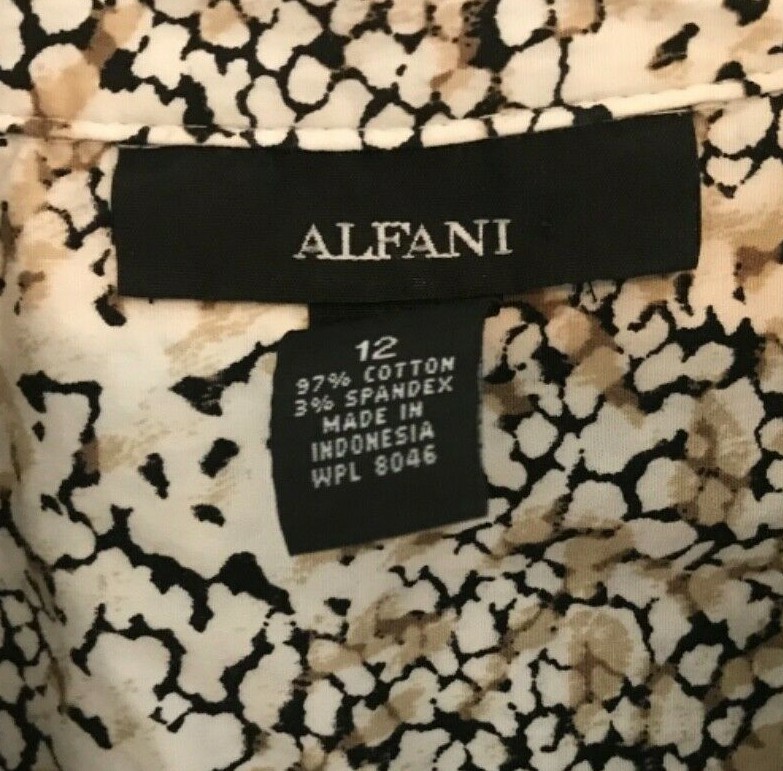 ALFANI
12
97% COTTON
3% SPANDEX
MADE IN
INDONESIA
WPL 8046